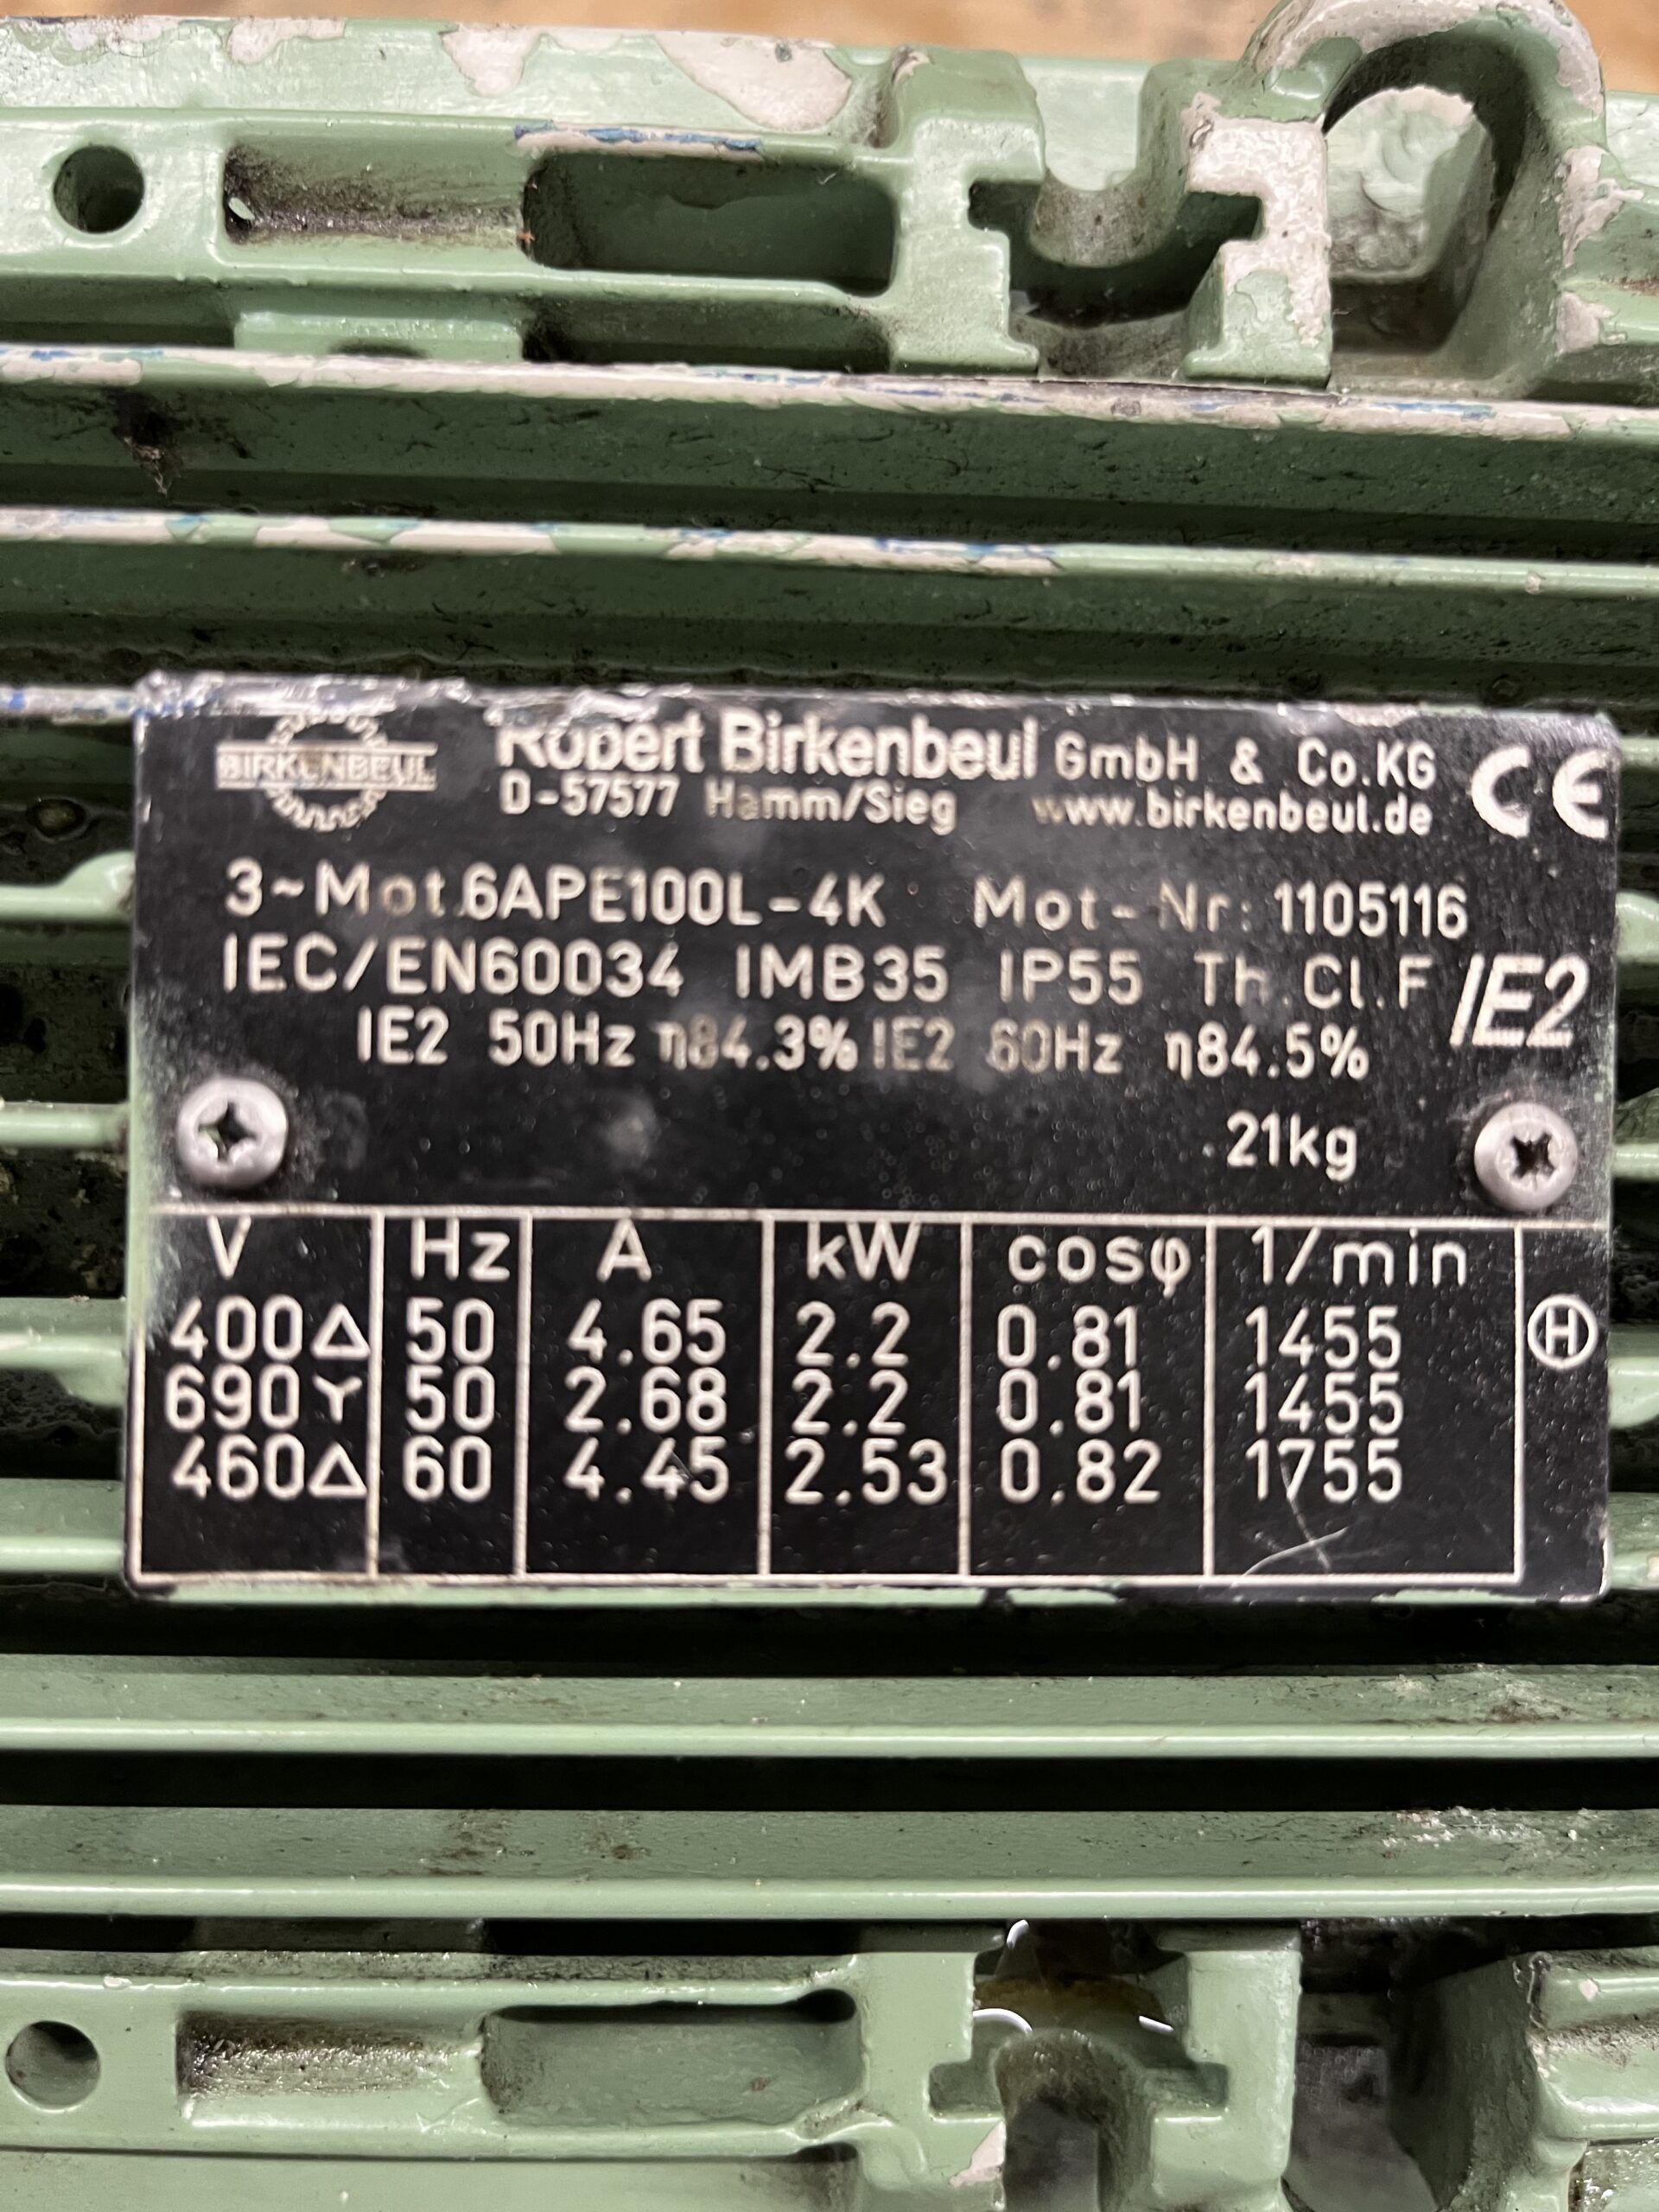 BIRKENBEUL
Robert Birkenbeul GmbH & Co.KG CE
D-57577 Hamm/Sieg www.birkenbeul.de
3~Mot.6APE100L-4K Mot-Nr: 1105116
IEC/EN60034 IMB35 IP55 Th.Cl.F IE2
IE2 50Hz η84.3% IE2 60Hz η84.5%
21kg
V Hz A kW cosφ 1/min
400△ 50 4.65 2.2 0.81 1455 H
690Y 50 2.68 2.2 0.81 1455
460△ 60 4.45 2.53 0.82 1755